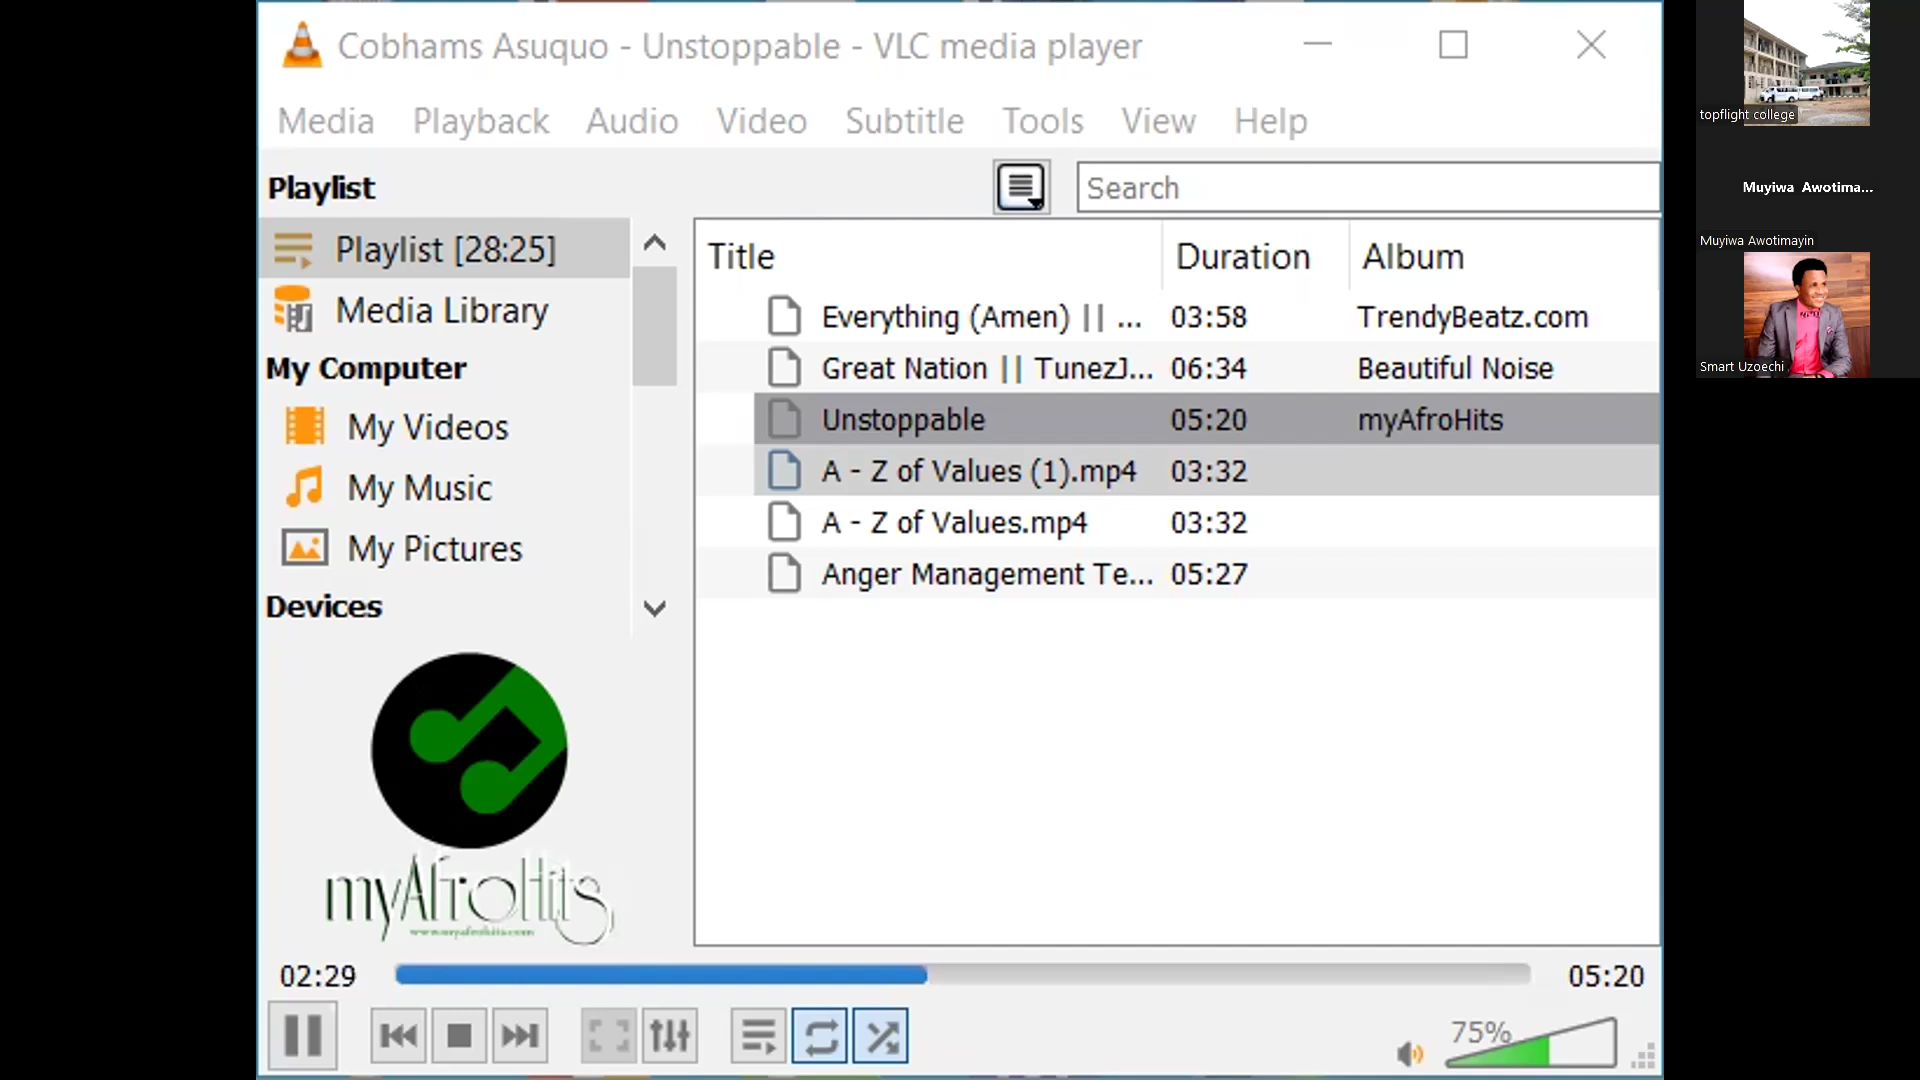 Cobhams Asuquo - Unstoppable - VLC media player
Media Playback Audio Video Subtitle Tools View Help
Playlist
Search
Playlist [28:25]
Media Library
My Computer
My Videos
My Music
My Pictures
Devices
Title Duration Album
Everything (Amen) || ... 03:58 TrendyBeatz.com
Great Nation || TunezJ... 06:34 Beautiful Noise
Unstoppable 05:20 myAfroHits
A - Z of Values (1).mp4 03:32
A - Z of Values.mp4 03:32
Anger Management Te... 05:27
myAfroHits
www.myafrohits.com
02:29
05:20
75%
topflight college
Muyiwa Awotima...
Muyiwa Awotimayin
Smart Uzoechi